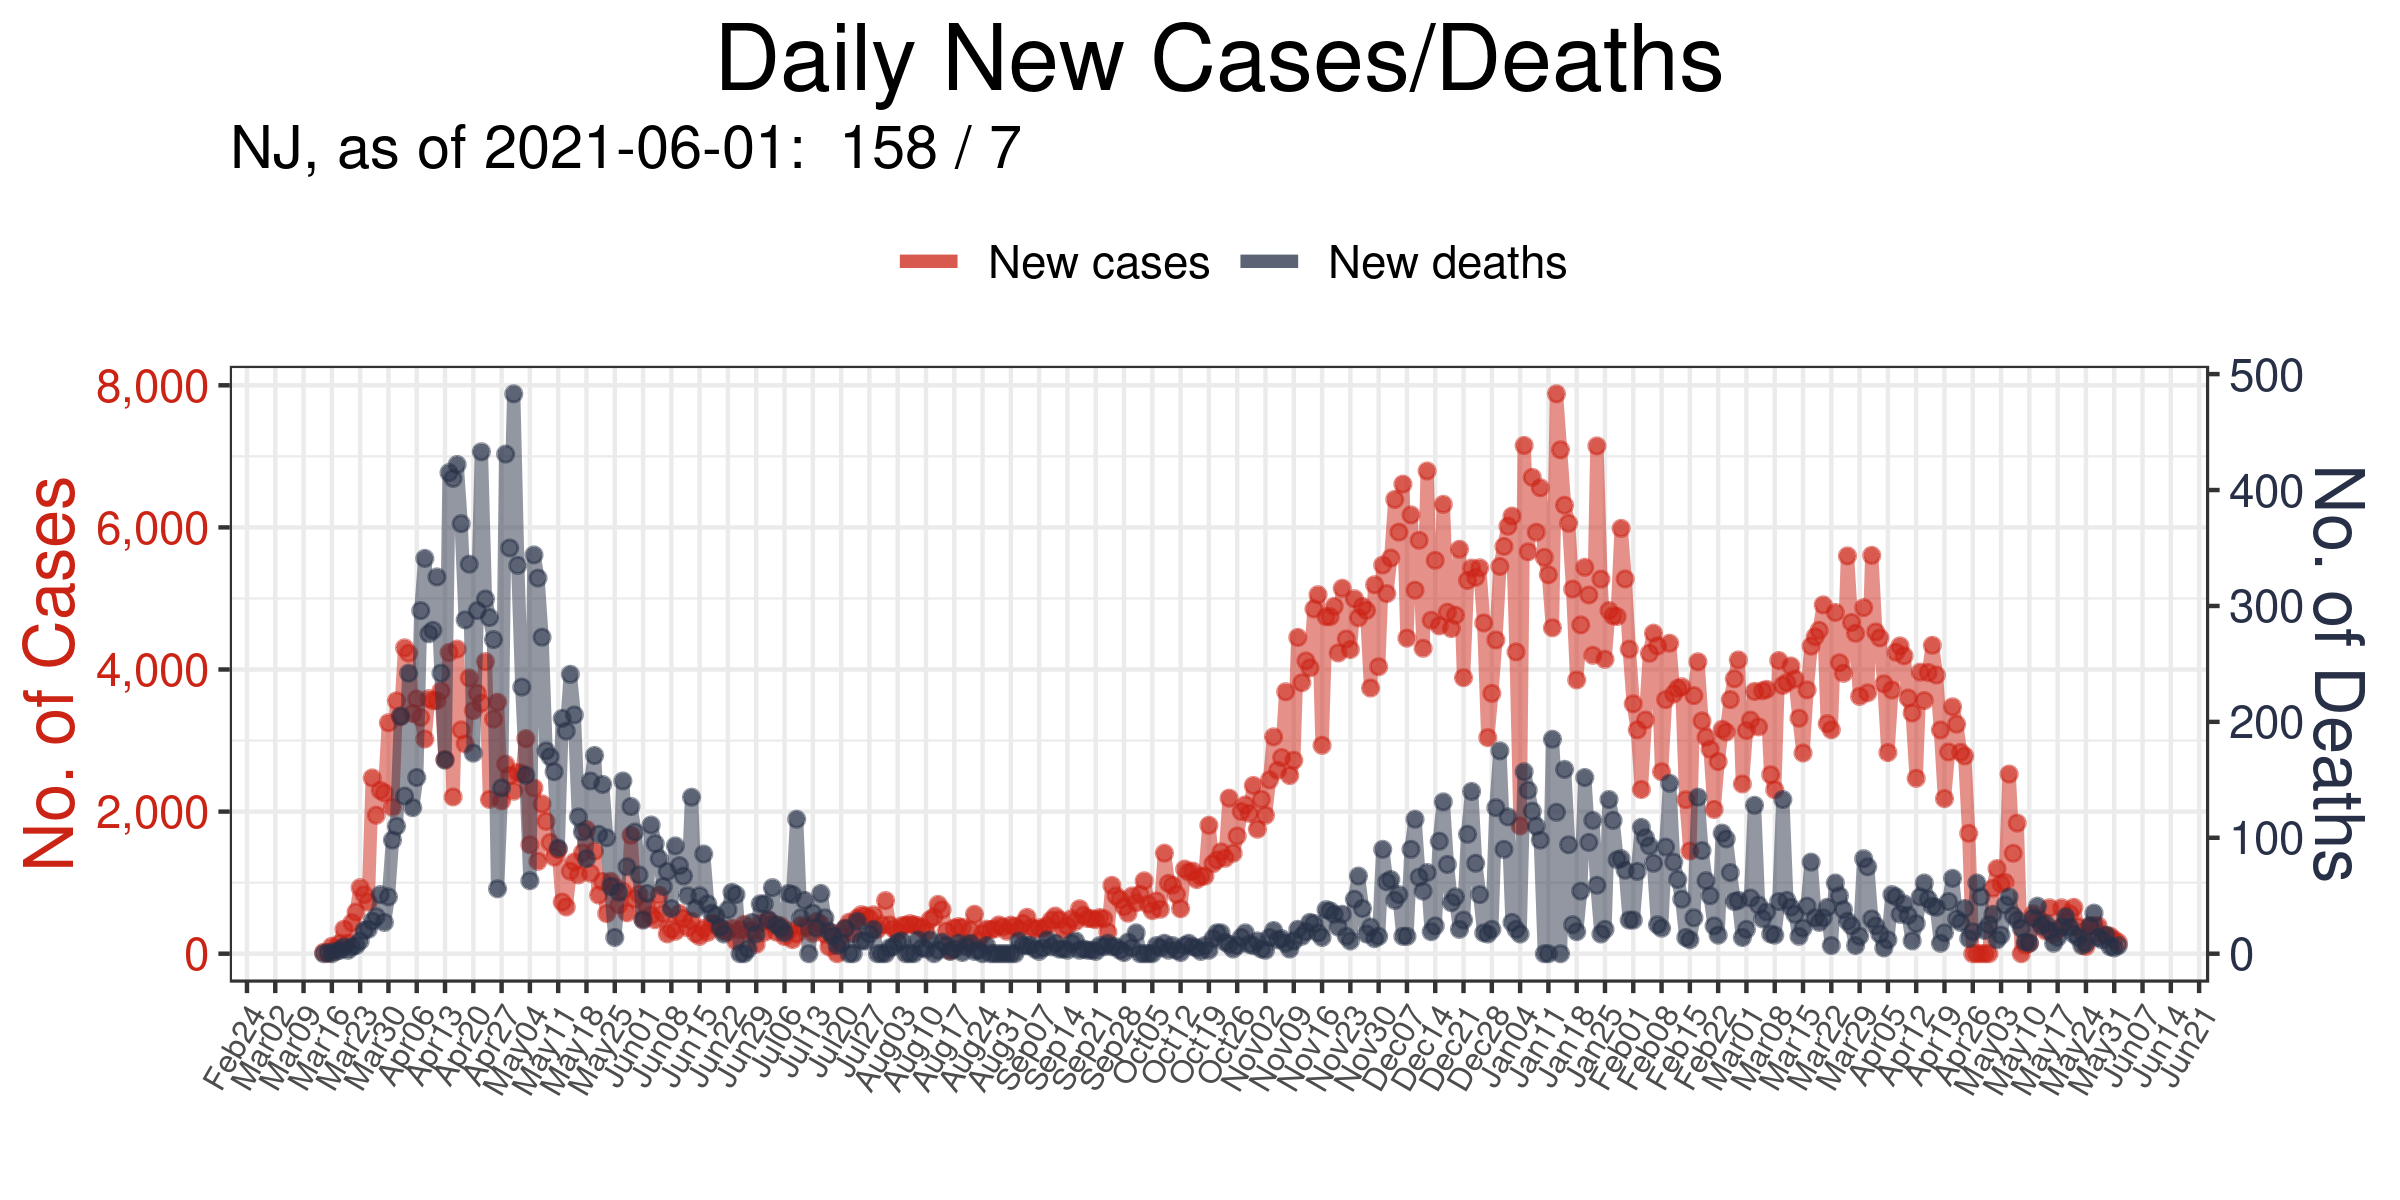 Daily New Cases/Deaths
NJ, as of 2021-06-01:  158 / 7
New cases
New deaths
No. of Cases
8,000
6,000
4,000
2,000
0
500
400
300
200
100
0
No. of Deaths
Feb24
Mar02
Mar09
Mar16
Mar23
Mar30
Apr06
Apr13
Apr20
Apr27
May04
May11
May18
May25
Jun01
Jun08
Jun15
Jun22
Jun29
Jul06
Jul13
Jul20
Jul27
Aug03
Aug10
Aug17
Aug24
Aug31
Sep07
Sep14
Sep21
Sep28
Oct05
Oct12
Oct19
Oct26
Nov02
Nov09
Nov16
Nov23
Nov30
Dec07
Dec14
Dec21
Dec28
Jan04
Jan11
Jan18
Jan25
Feb01
Feb08
Feb15
Feb22
Mar01
Mar08
Mar15
Mar22
Mar29
Apr05
Apr12
Apr19
Apr26
May03
May10
May17
May24
May31
Jun07
Jun14
Jun21